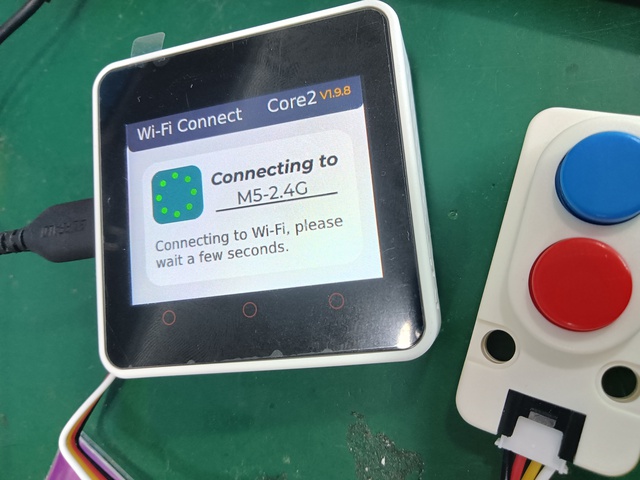 Wi-Fi Connect
Core2 V1.9.8
Connecting to
M5-2.4G
Connecting to Wi-Fi, please
wait a few seconds.